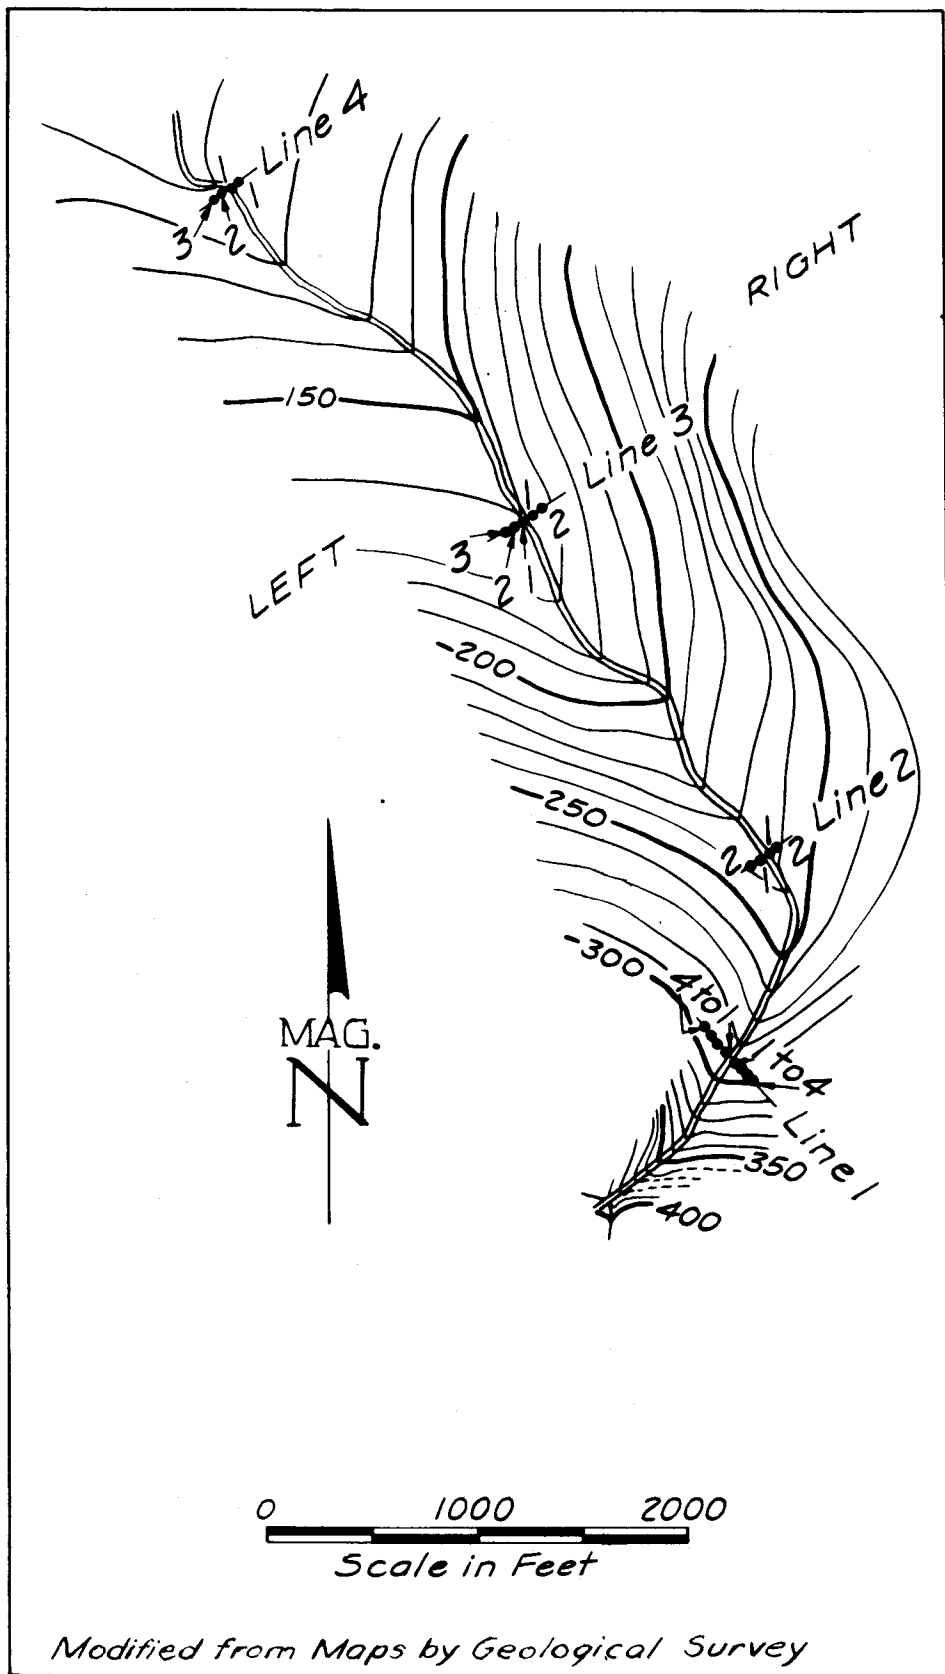 Line 4
1
3 -2
RIGHT
-150
Line 3
2
3
2
LEFT
-200
Line 2
-250
2 2
-300
4 to 1
MAG.
N
1 to 4
Line 1
-350
-400
0 1000 2000
Scale in Feet
Modified from Maps by Geological Survey